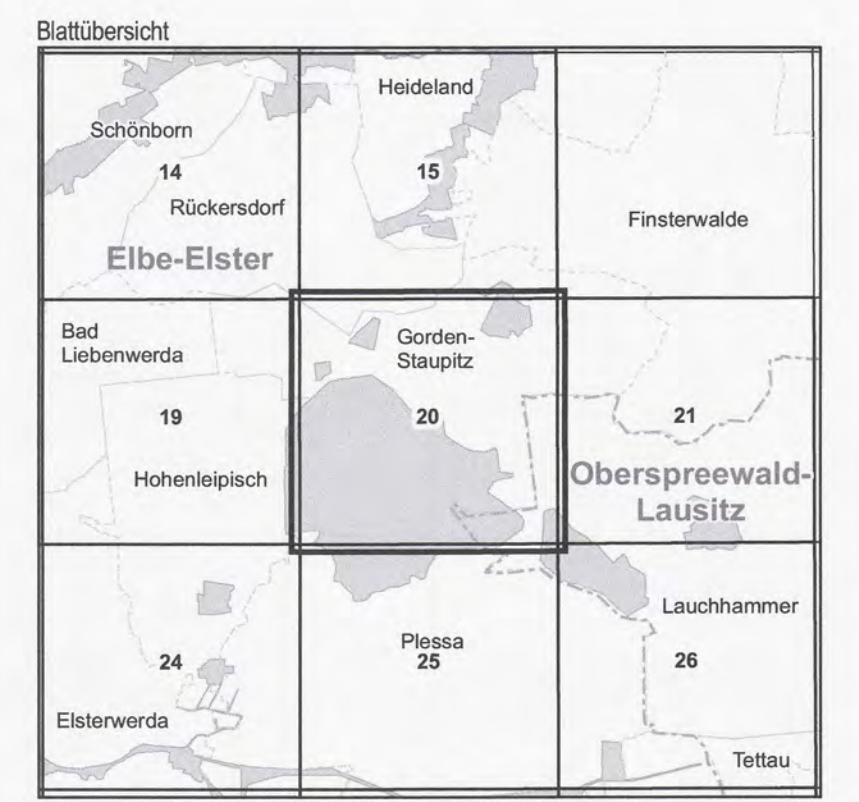 Blattübersicht
Heideland
Schönborn
14
15
Rückersdorf
Finsterwalde
Elbe-Elster
Bad
Liebenwerda
Gorden-
Staupitz
19
20
21
Hohenleipisch
Oberspreewald-
Lausitz
Lauchhammer
Plessa
24
25
26
Elsterwerda
Tettau